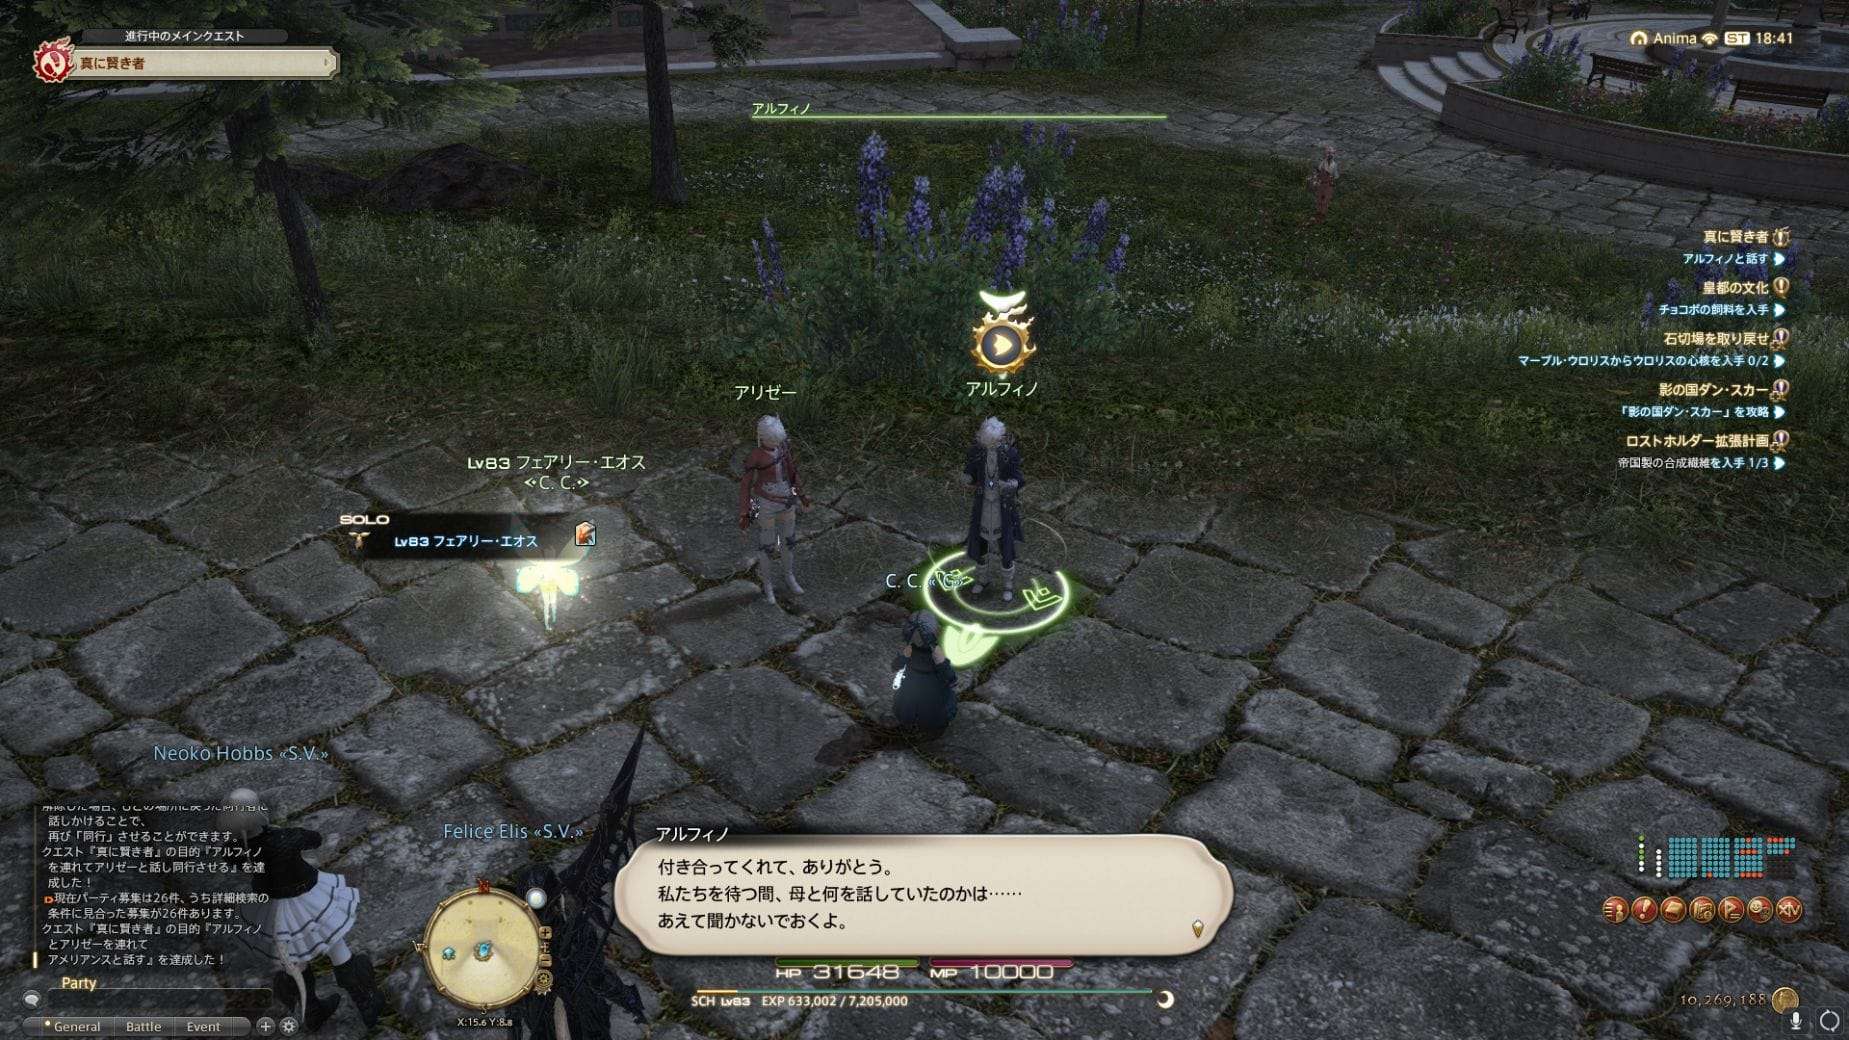 進行中のメインクエスト
真に賢き者
Anima ST 18:41
アルフィノ
真に賢き者
アルフィノと話す
皇都の文化
チョコボの飼料を入手
石切場を取り戻せ
マーブル・ウロリスからウロリスの心核を入手 0/2
影の国ダン・スカー
「影の国ダン・スカー」を攻略
ロストホルダー拡張計画
帝国製の合成繊維を入手 1/3
アリゼー
アルフィノ
Lv83 フェアリー・エオス
C. C.
SOLO
Lv83 フェアリー・エオス
C. C.
Neoko Hobbs «S.V.»
Felice Elis «S.V.»
話しかけることで、
再び「同行」させることができます。
クエスト『真に賢き者』の目的『アルフィノ
を連れてアリゼーと話し同行させる』を達
成した！
現在パーティ募集は26件、うち詳細検索の
条件に見合った募集が26件あります。
クエスト『真に賢き者』の目的『アルフィノ
とアリゼーを連れて
アメリアンスと話す』を達成した！
Party
General Battle Event
X:15.6 Y:8.8
アルフィノ
付き合ってくれて、ありがとう。
私たちを待つ間、母と何を話していたのかは……
あえて聞かないでおくよ。
HP 31648 MP 10000
SCH Lv83 EXP 633,002 / 7,205,000
10,269,188